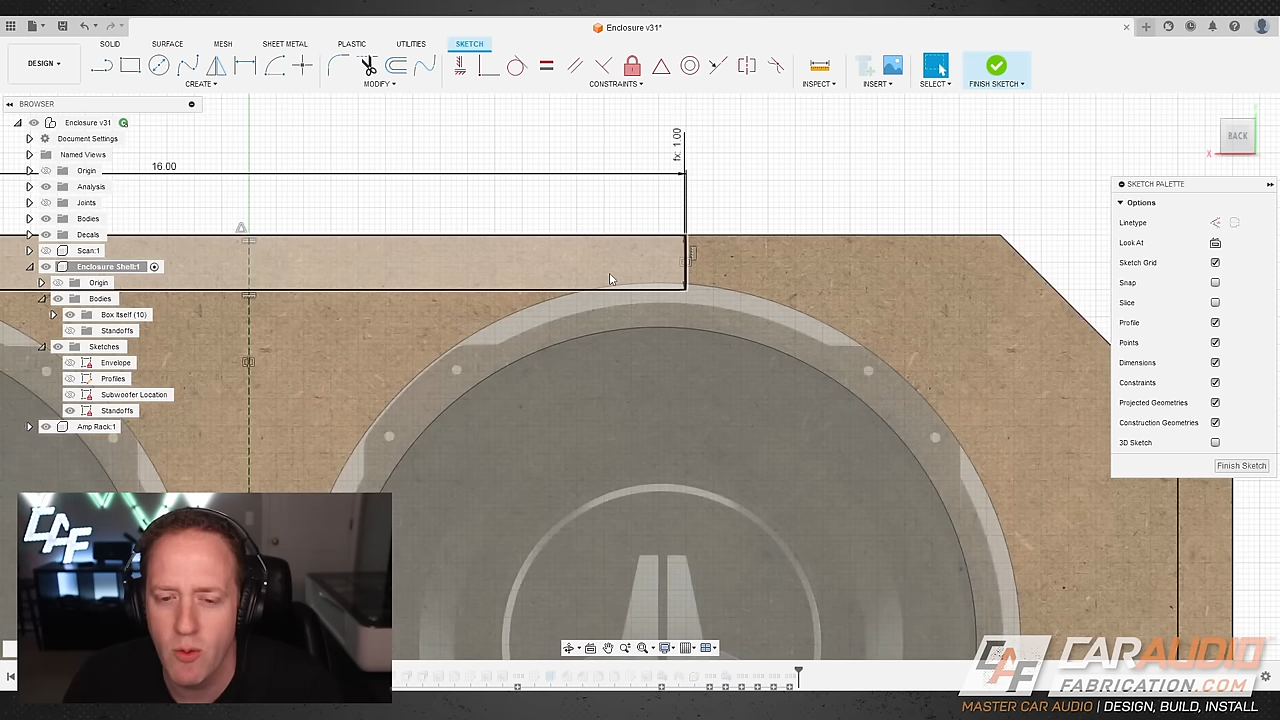 Enclosure v31*
DESIGN
SOLID
SURFACE
MESH
SHEET METAL
PLASTIC
UTILITIES
SKETCH
CREATE
MODIFY
CONSTRAINTS
INSPECT
INSERT
SELECT
FINISH SKETCH
BROWSER
Enclosure v31
Document Settings
Named Views
Origin
Analysis
Joints
Bodies
Decals
Scan:1
Enclosure Shell:1
Origin
Bodies
Box Itself (10)
Standoffs
Sketches
Envelope
Profiles
Subwoofer Location
Standoffs
Amp Rack:1
16.00
fx: 1.00
BACK
X
SKETCH PALETTE
Options
Linetype
Look At
Sketch Grid
Snap
Slice
Profile
Points
Dimensions
Constraints
Projected Geometries
Construction Geometries
3D Sketch
Finish Sketch
CAF
CAF
CARAUDIO
FABRICATION.COM
MASTER CAR AUDIO | DESIGN, BUILD, INSTALL